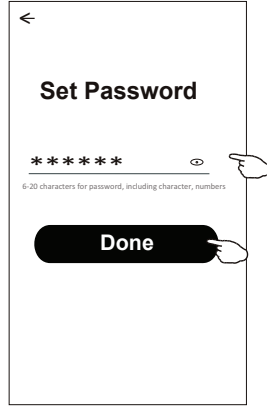 Set Password
******
6-20 characters for password, including character, numbers
Done